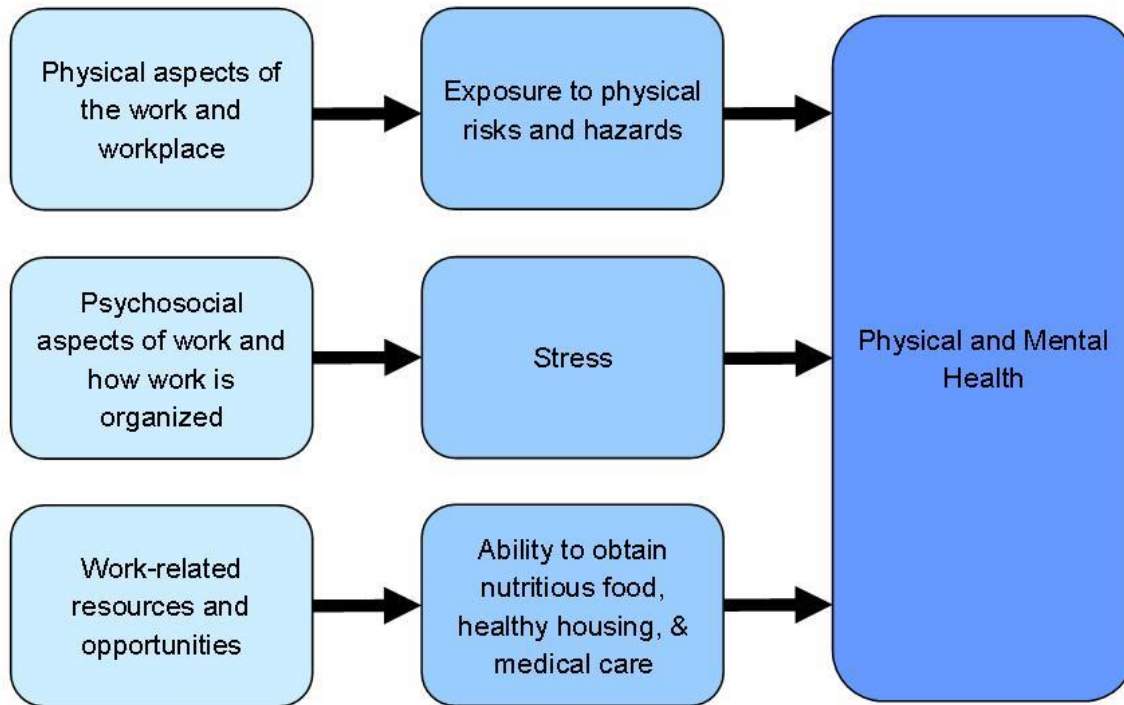 Physical aspects of
the work and
workplace
Exposure to physical
risks and hazards
Psychosocial
aspects of work and
how work is
organized
Stress
Physical and Mental
Health
Work-related
resources and
opportunities
Ability to obtain
nutritious food,
healthy housing, &
medical care